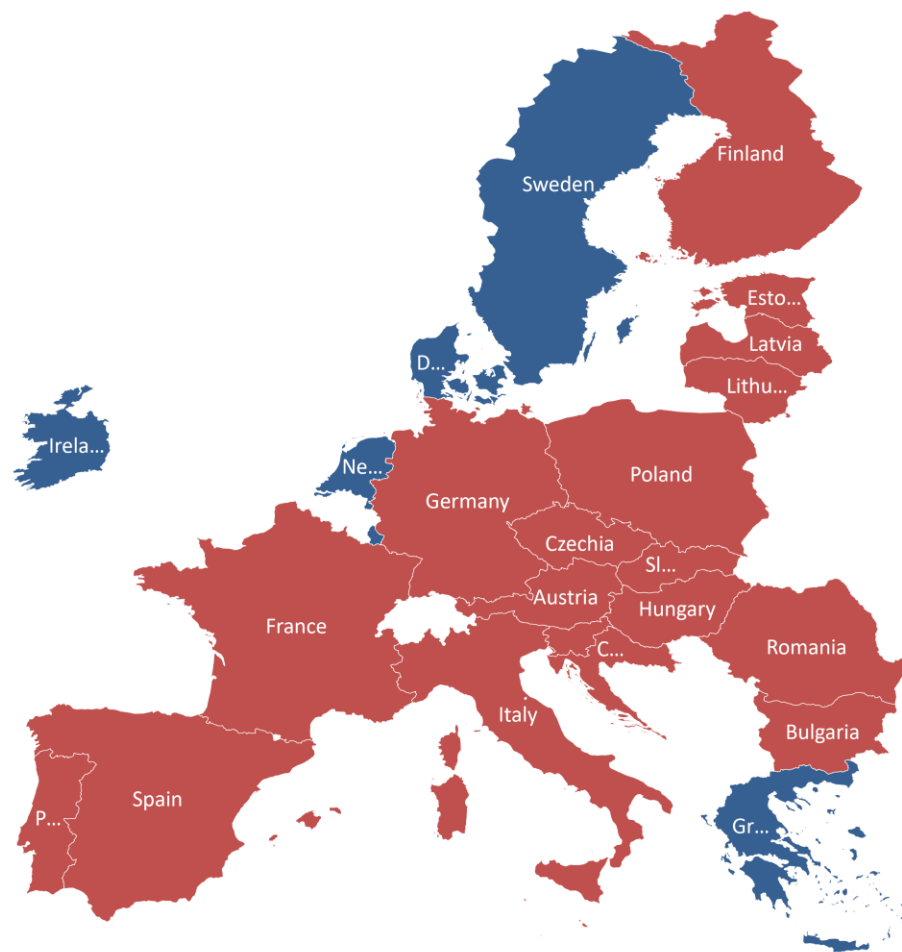 Finland
Sweden
Esto...
Latvia
D...
Lithu...
Irela...
Ne...
Poland
Germany
Czechia
Sl...
Austria
Hungary
France
C...
Romania
Italy
Bulgaria
Spain
P...
Gr...